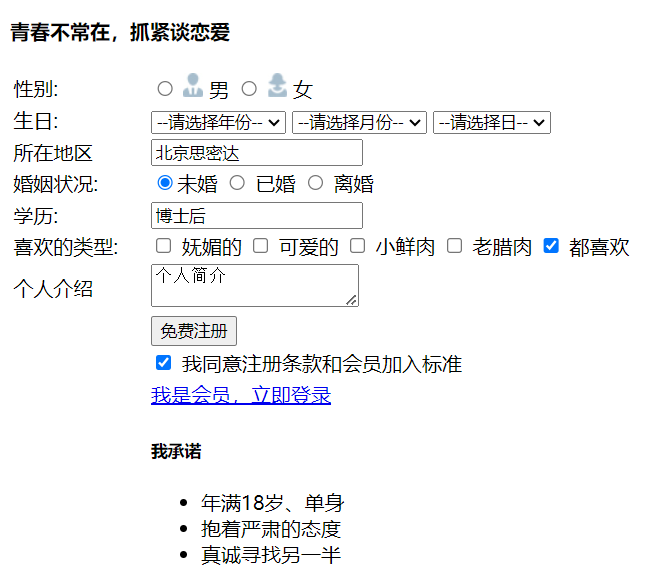 青春不常在，抓紧谈恋爱
性别: 男 女
生日: --请选择年份-- --请选择月份-- --请选择日--
所在地区 北京思密达
婚姻状况: 未婚 已婚 离婚
学历: 博士后
喜欢的类型: 妩媚的 可爱的 小鲜肉 老腊肉 都喜欢
个人介绍 个人简介
免费注册
我同意注册条款和会员加入标准
我是会员，立即登录
我承诺
年满18岁、单身
抱着严肃的态度
真诚寻找另一半